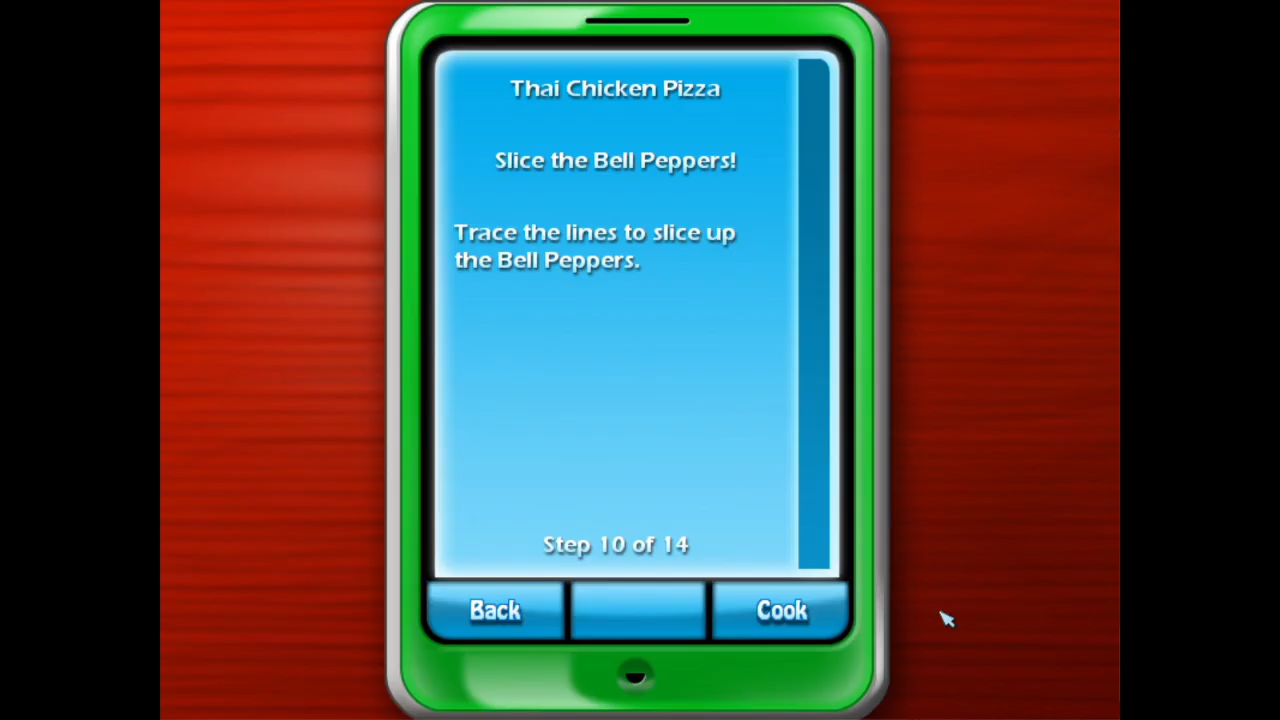 Thai Chicken Pizza
Slice the Bell Peppers!
Trace the lines to slice up
the Bell Peppers.
Step 10 of 14
Back
Cook